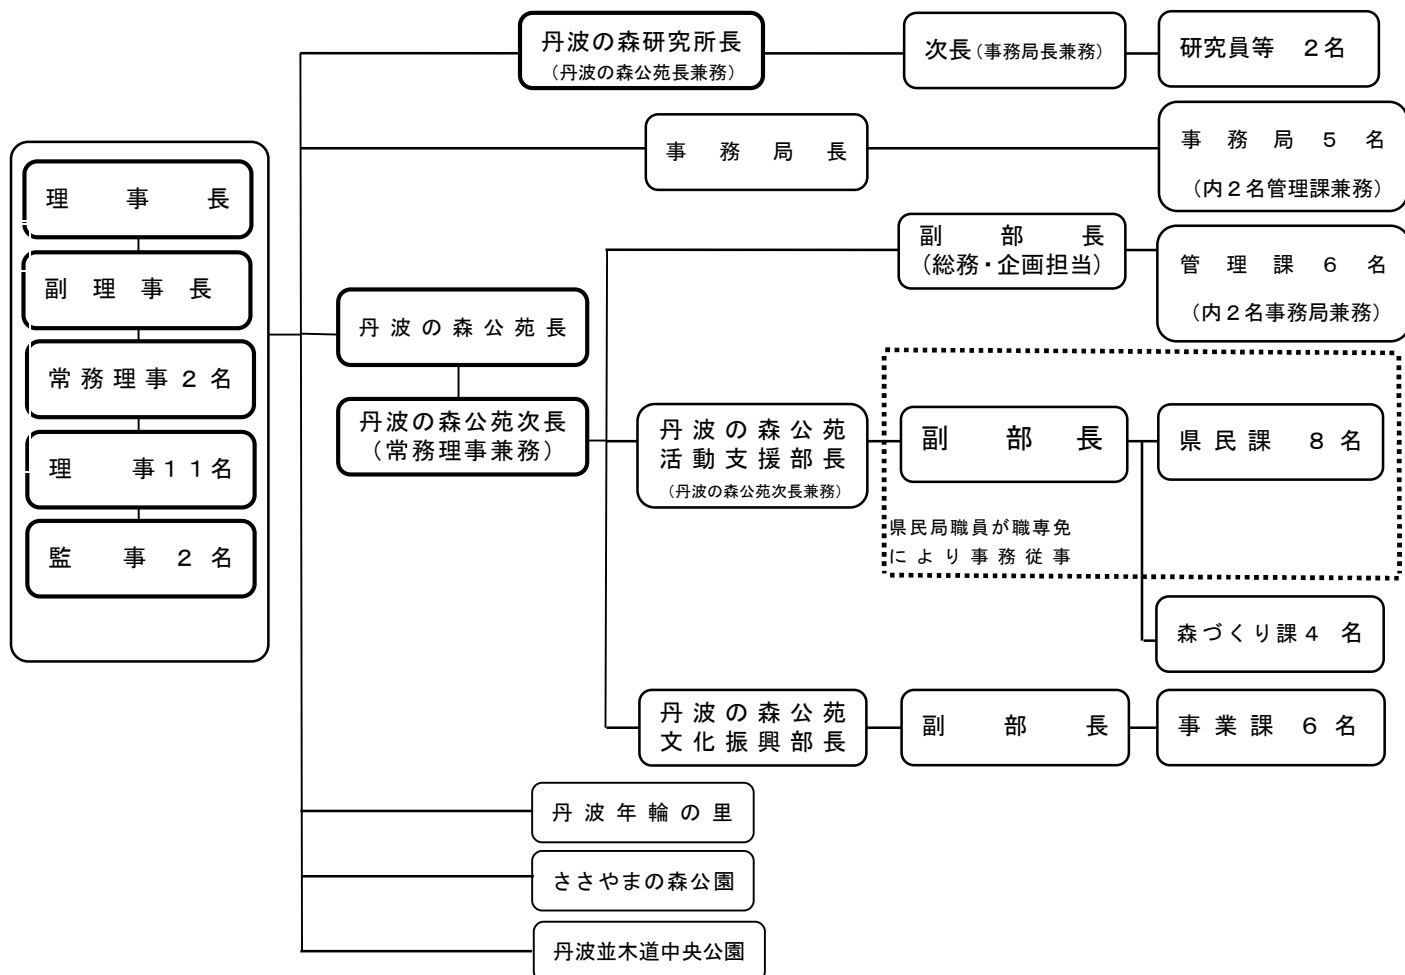 丹波の森研究所長
(丹波の森公苑長兼務)
次長(事務局長兼務)
研究員等 2名
事務局長
事務局5名
(内2名管理課兼務)
理事長
副理事長
常務理事2名
理事11名
監事2名
丹波の森公苑長
丹波の森公苑次長
(常務理事兼務)
副部長
(総務・企画担当)
管理課6名
(内2名事務局兼務)
丹波の森公苑
活動支援部長
(丹波の森公苑次長兼務)
副部長
県民課 8名
県民局職員が職専免
により事務従事
森づくり課4名
丹波の森公苑
文化振興部長
副部長
事業課6名
丹波年輪の里
ささやまの森公園
丹波並木道中央公園